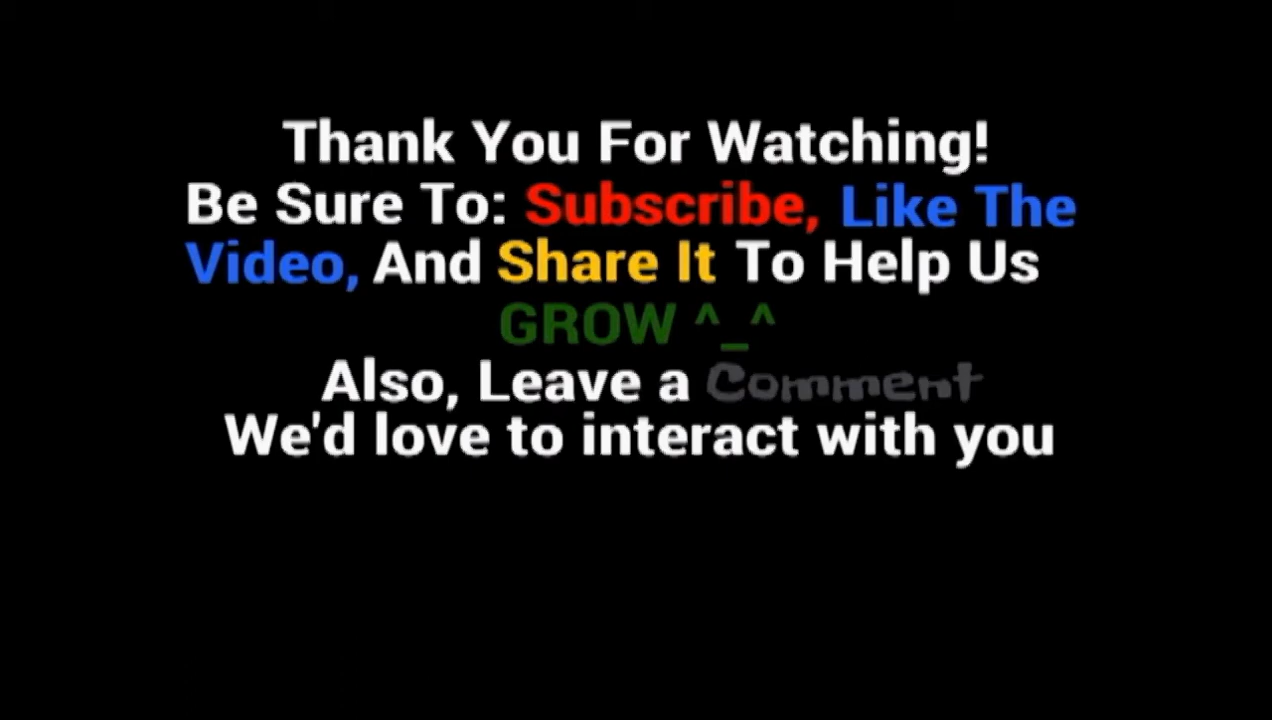 Thank You For Watching!
Be Sure To: Subscribe, Like The
Video, And Share It To Help Us
GROW ^_^
Also, Leave a Comment
We'd love to interact with you